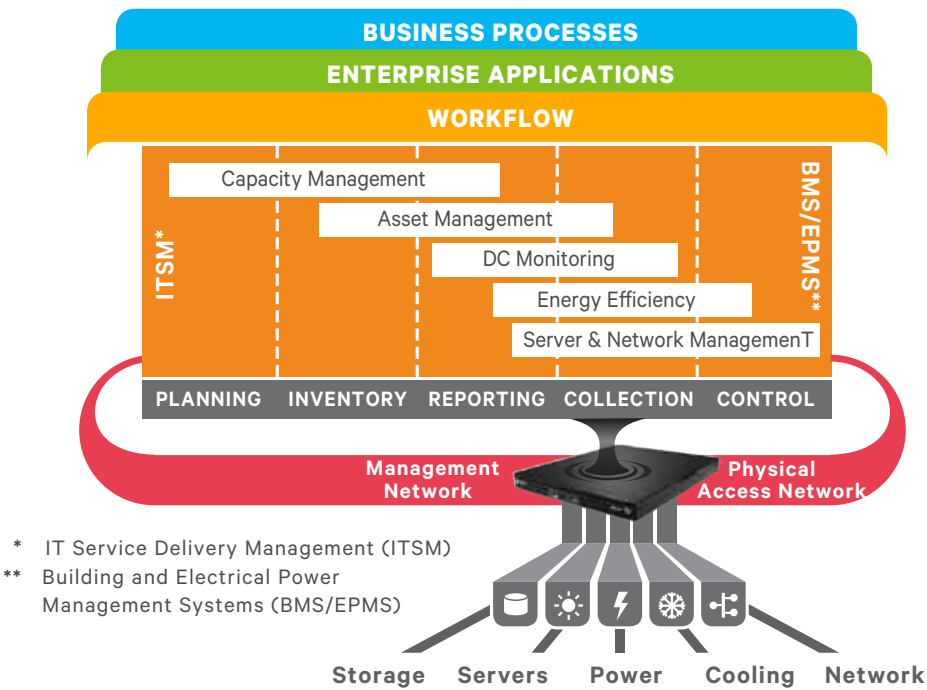 BUSINESS PROCESSES
ENTERPRISE APPLICATIONS
WORKFLOW
ITSM*
Capacity Management
Asset Management
DC Monitoring
Energy Efficiency
Server & Network ManagemenT
BMS/EPMS**
PLANNING
INVENTORY
REPORTING
COLLECTION
CONTROL
Management
Network
Physical
Access Network
* IT Service Delivery Management (ITSM)
** Building and Electrical Power
Management Systems (BMS/EPMS)
Storage
Servers
Power
Cooling
Network